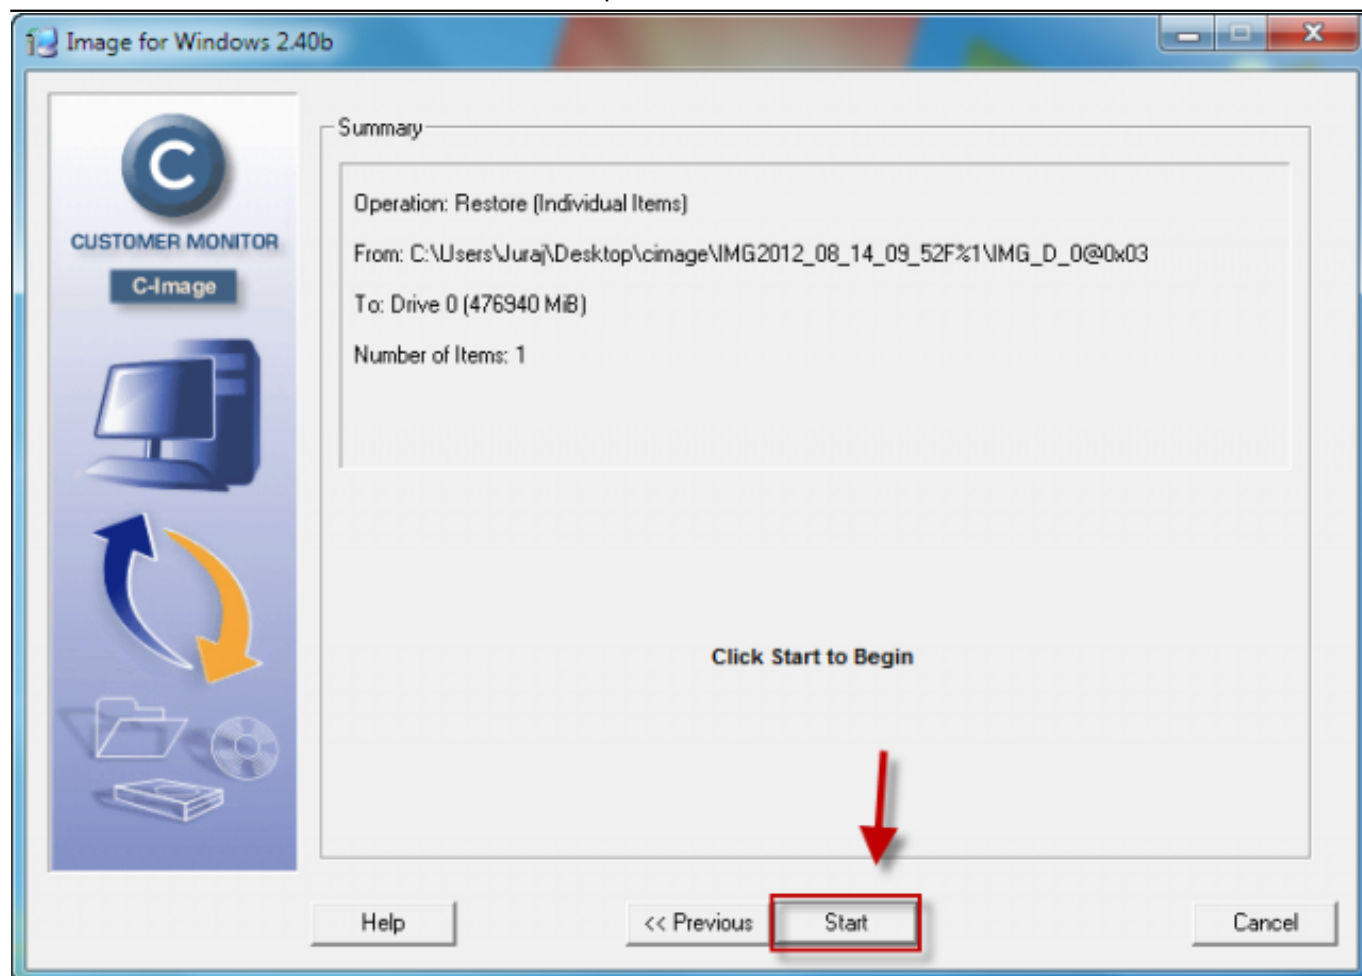 Image for Windows 2.40b
C
CUSTOMER MONITOR
C-Image
Summary
Operation: Restore (Individual Items)
From: C:\Users\Juraj\Desktop\cimage\IMG2012_08_14_09_52F%1\IMG_D_0@0x03
To: Drive 0 (476940 MiB)
Number of Items: 1
Click Start to Begin
Help
<< Previous
Start
Cancel